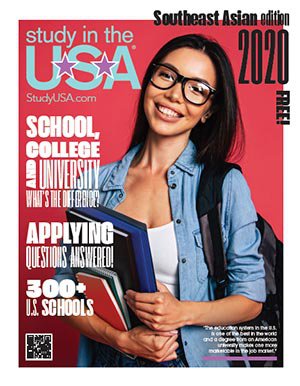 Southeast Asian edition
2020
FREE!
study in the
USA®
StudyUSA.com
SCHOOL,
COLLEGE
AND UNIVERSITY
WHAT'S THE DIFFERENCE?
APPLYING
QUESTIONS ANSWERED!
300+
U.S. SCHOOLS
"The education system in the U.S.
is one of the best in the world
and a degree from an American
university makes one more
marketable in the job market."